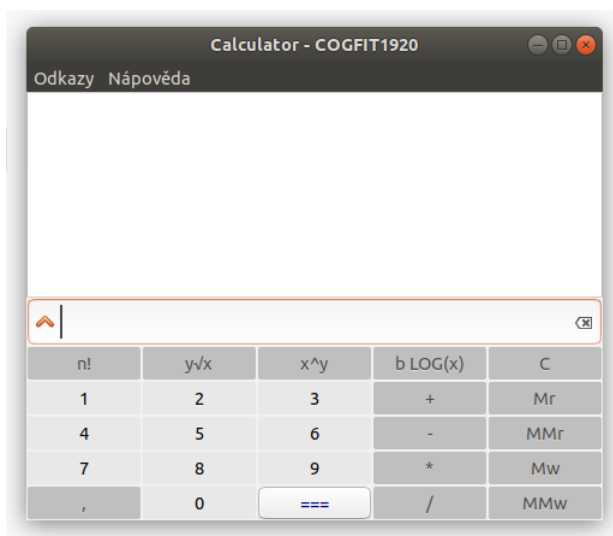 Calculator - COGFIT1920
Odkazy Nápověda
n! y√x x^y b LOG(x) C
1 2 3 + Mr
4 5 6 - MMr
7 8 9 * Mw
, 0 === / MMw